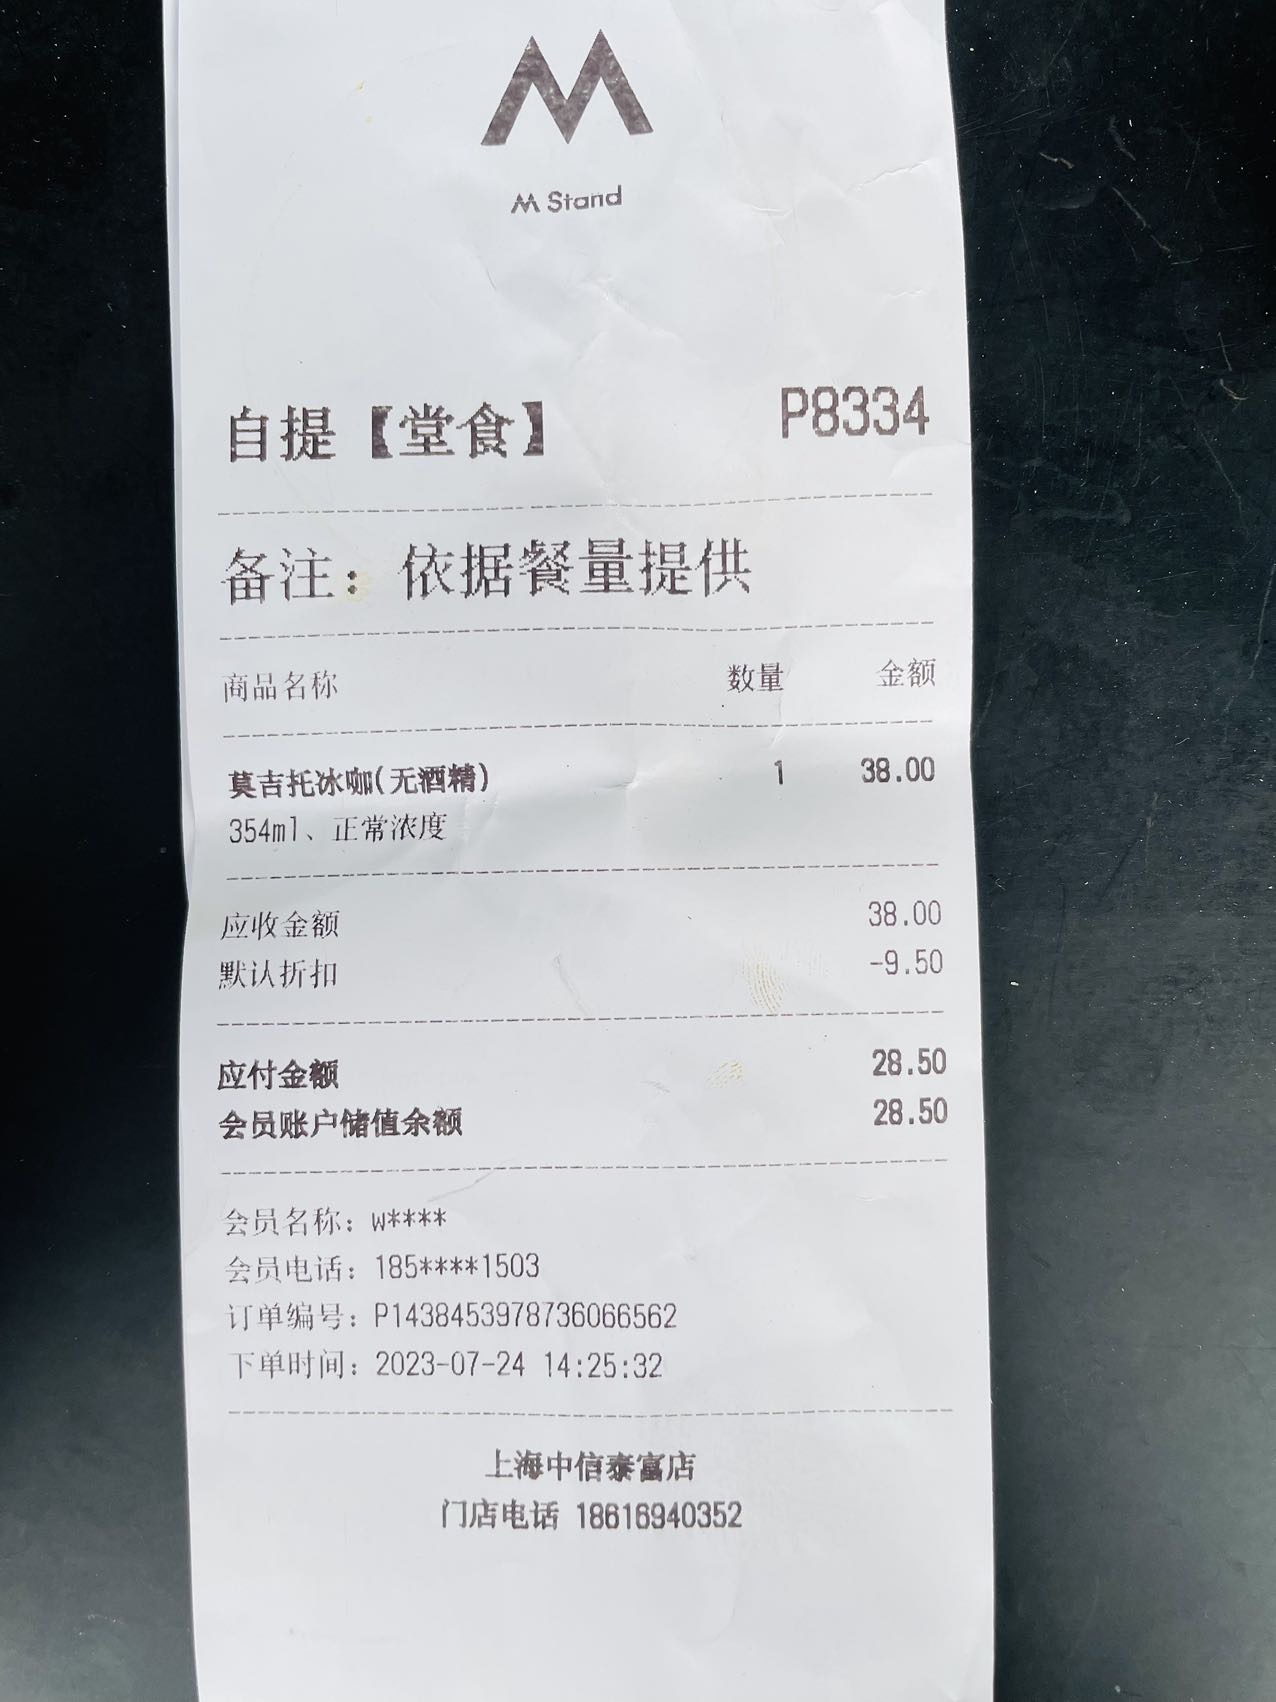 M
M Stand
自提【堂食】 P8334
备注：依据餐量提供
商品名称 数量 金额
莫吉托冰咖(无酒精) 1 38.00
354ml、正常浓度
应收金额 38.00
默认折扣 -9.50
应付金额 28.50
会员账户储值余额 28.50
会员名称：w****
会员电话：185****1503
订单编号：P1438453978736066562
下单时间：2023-07-24 14:25:32
上海中信泰富店
门店电话 18616940352